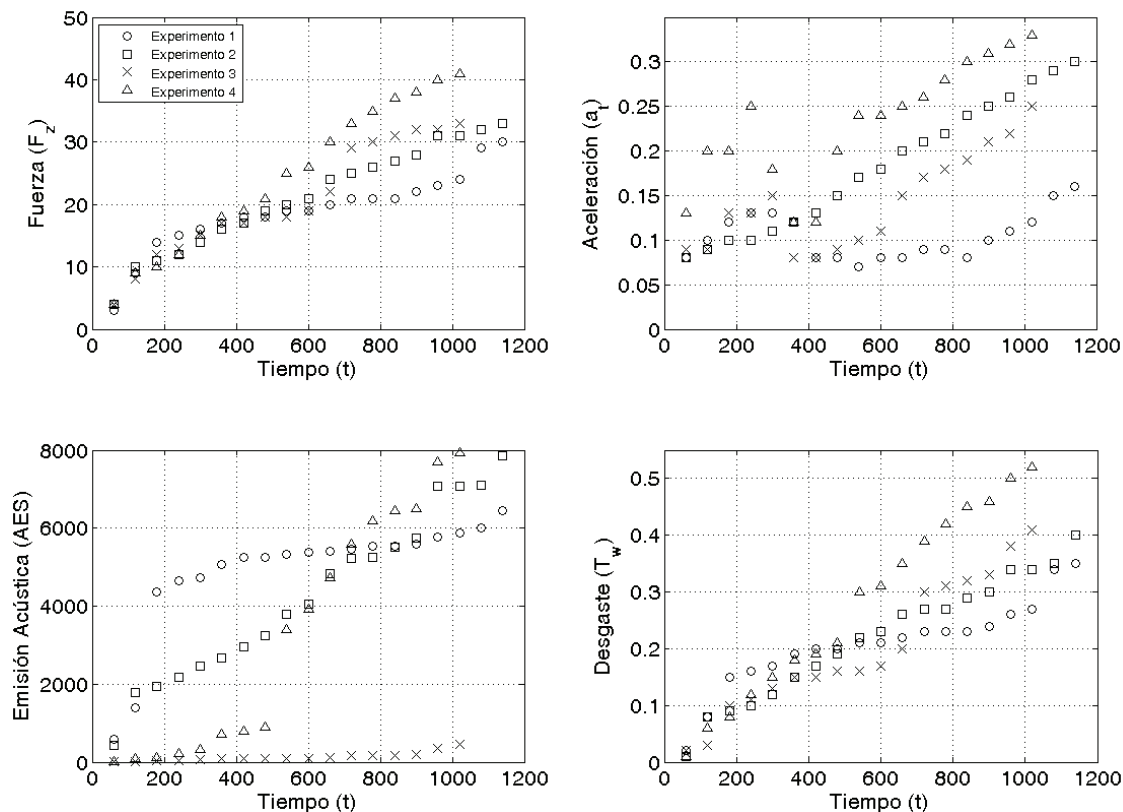 50
40
30
20
10
0
Fuerza (F_z)
Experimento 1
Experimento 2
Experimento 3
Experimento 4
0 200 400 600 800 1000 1200
Tiempo (t)
0.3
0.25
0.2
0.15
0.1
0.05
0
Aceleración (a_t)
0 200 400 600 800 1000 1200
Tiempo (t)
8000
6000
4000
2000
0
Emisión Acústica (AES)
0 200 400 600 800 1000 1200
Tiempo (t)
0.5
0.4
0.3
0.2
0.1
0
Desgaste (T_w)
0 200 400 600 800 1000 1200
Tiempo (t)